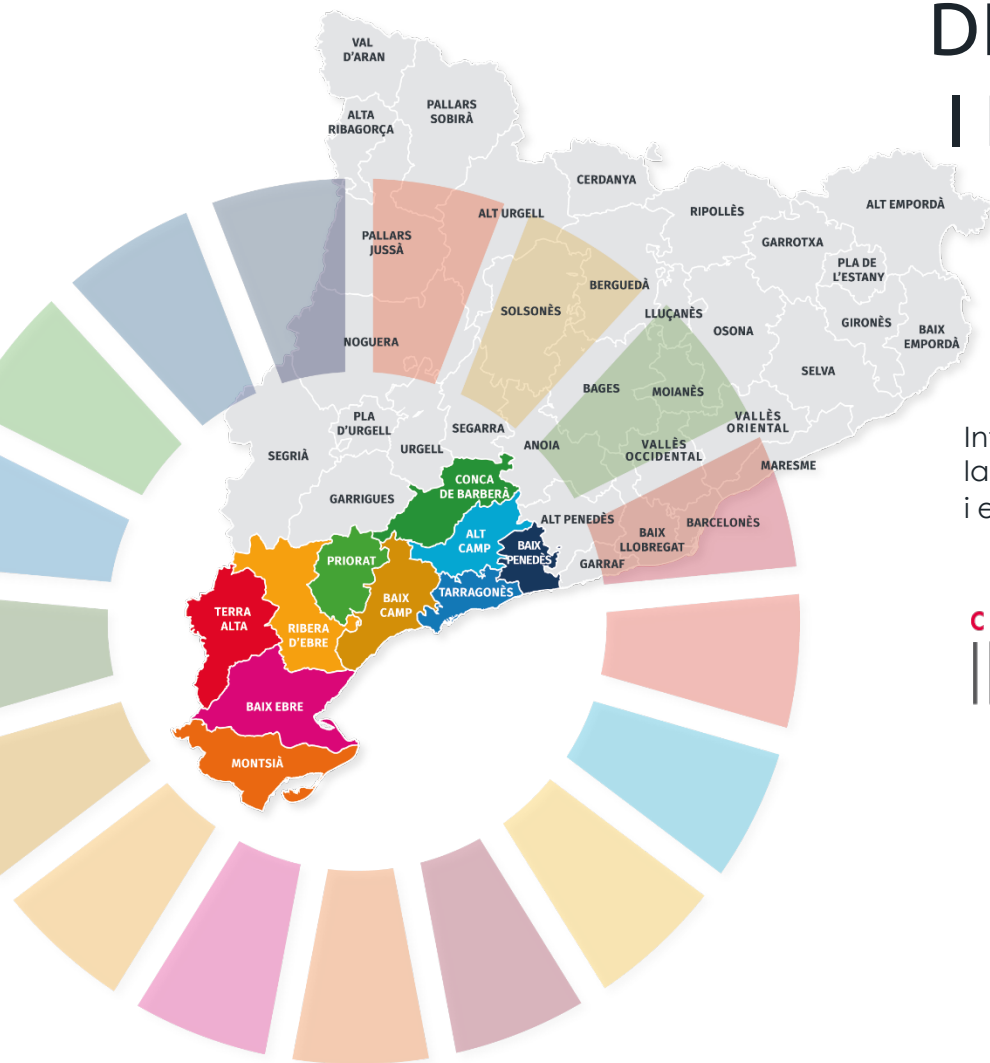 DE
I
VAL
D'ARAN
ALTA
RIBAGORÇA
PALLARS
SOBIRÀ
CERDANYA
ALT URGELL
RIPOLLÈS
ALT EMPORDÀ
GARROTXA
PLA DE
L'ESTANY
PALLARS
JUSSÀ
BERGUEDÀ
SOLSONÈS
LLUÇANÈS
OSONA
GIRONÈS
BAIX
EMPORDÀ
NOGUERA
SELVA
BAGES
MOIANÈS
VALLÈS
ORIENTAL
PLA
D'URGELL
SEGARRA
URGELL
ANOIA
VALLÈS
OCCIDENTAL
SEGRIÀ
MARESME
la
i e
GARRIGUES
CONCA
DE BARBERÀ
ALT PENEDÈS
BARCELONÈS
BAIX
LLOBREGAT
GARRAF
ALT
CAMP
BAIX
PENEDÈS
PRIORAT
TARRAGONÈS
BAIX
CAMP
TERRA
ALTA
RIBERA
D'EBRE
C
BAIX EBRE
MONTSIÀ